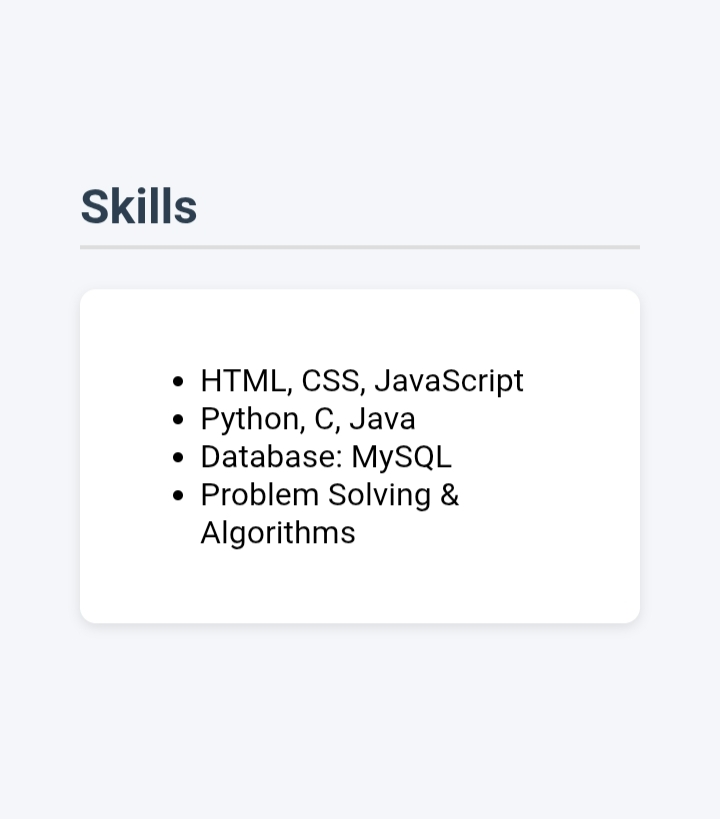 Skills
• HTML, CSS, JavaScript
• Python, C, Java
• Database: MySQL
• Problem Solving &
Algorithms